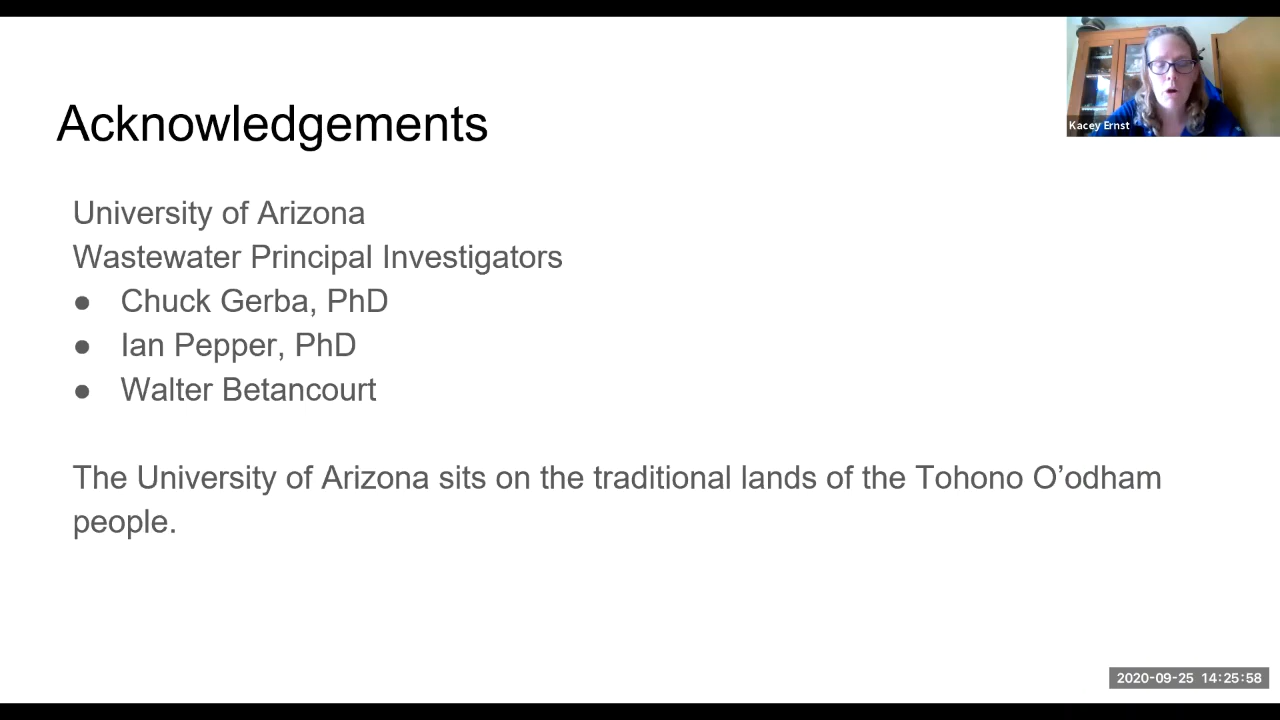 Kacey Ernst
Acknowledgements
University of Arizona
Wastewater Principal Investigators
● Chuck Gerba, PhD
● Ian Pepper, PhD
● Walter Betancourt
The University of Arizona sits on the traditional lands of the Tohono O’odham
people.
2020-09-25 14:25:58